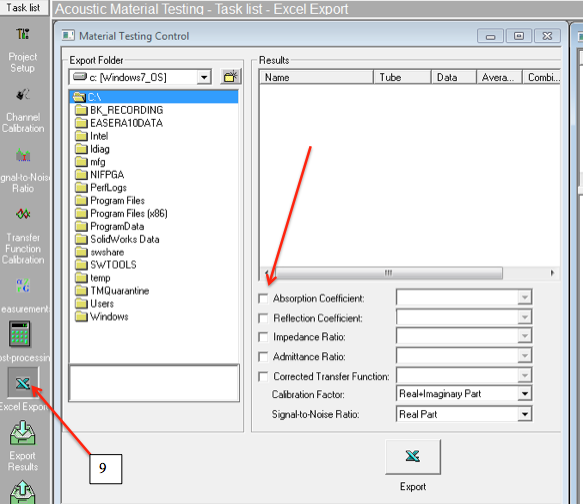 Task list
Acoustic Material Testing - Task list - Excel Export
Project
Setup
Channel
Calibration
gnal-to-Noise
Ratio
Transfer
Function
Calibration
easurement
ost-processin
Excel Export
Export
Results
9
Material Testing Control
Export Folder
c: [Windows7_OS]
C:\
BK_RECORDING
EASERA10DATA
Intel
Idiag
mfg
NIFPGA
PerfLogs
Program Files
Program Files (x86)
ProgramData
SolidWorks Data
swshare
SWTOOLS
temp
TMQuarantine
Users
Windows
Results
Name Tube Data Avera... Combi...
Absorption Coefficient:
Reflection Coefficient:
Impedance Ratio:
Admittance Ratio:
Corrected Transfer Function:
Calibration Factor: Real+Imaginary Part
Signal-to-Noise Ratio: Real Part
Export